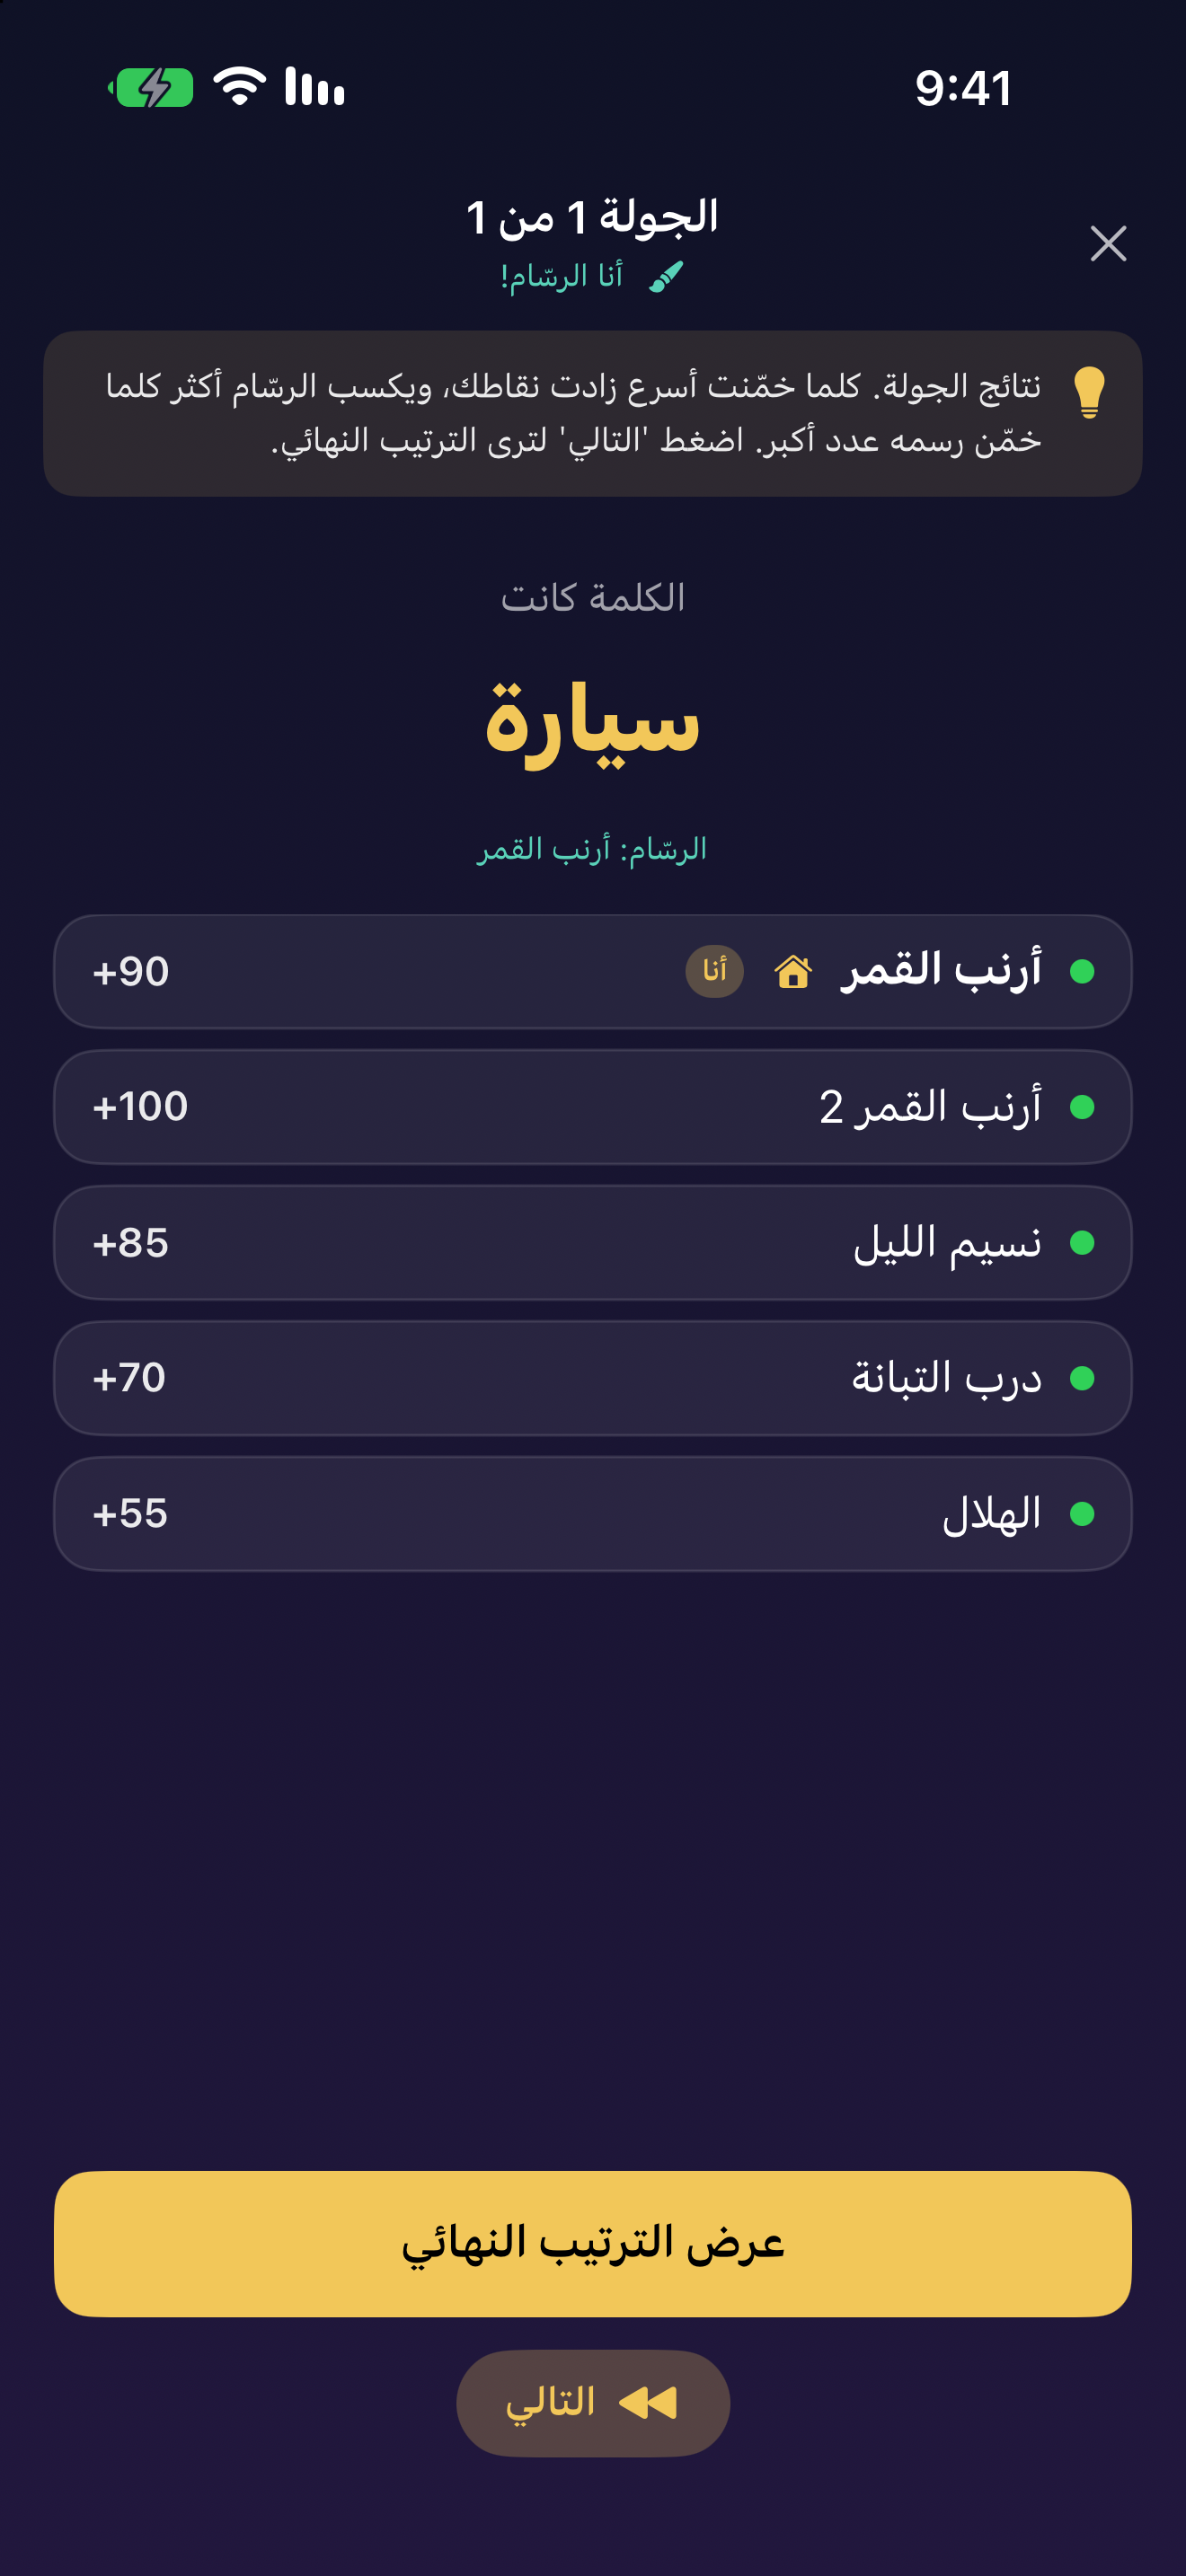 9:41
الجولة 1 من 1
أنا الرسّام!
نتائج الجولة. كلما خمّنت أسرع زادت نقاطك، ويكسب الرسّام أكثر كلما
خمّن رسمه عدد أكبر. اضغط 'التالي' لترى الترتيب النهائي.
الكلمة كانت
سيارة
الرسّام: أرنب القمر
أرنب القمر أنا +90
أرنب القمر 2 +100
نسيم الليل +85
درب التبانة +70
الهلال +55
عرض الترتيب النهائي
التالي